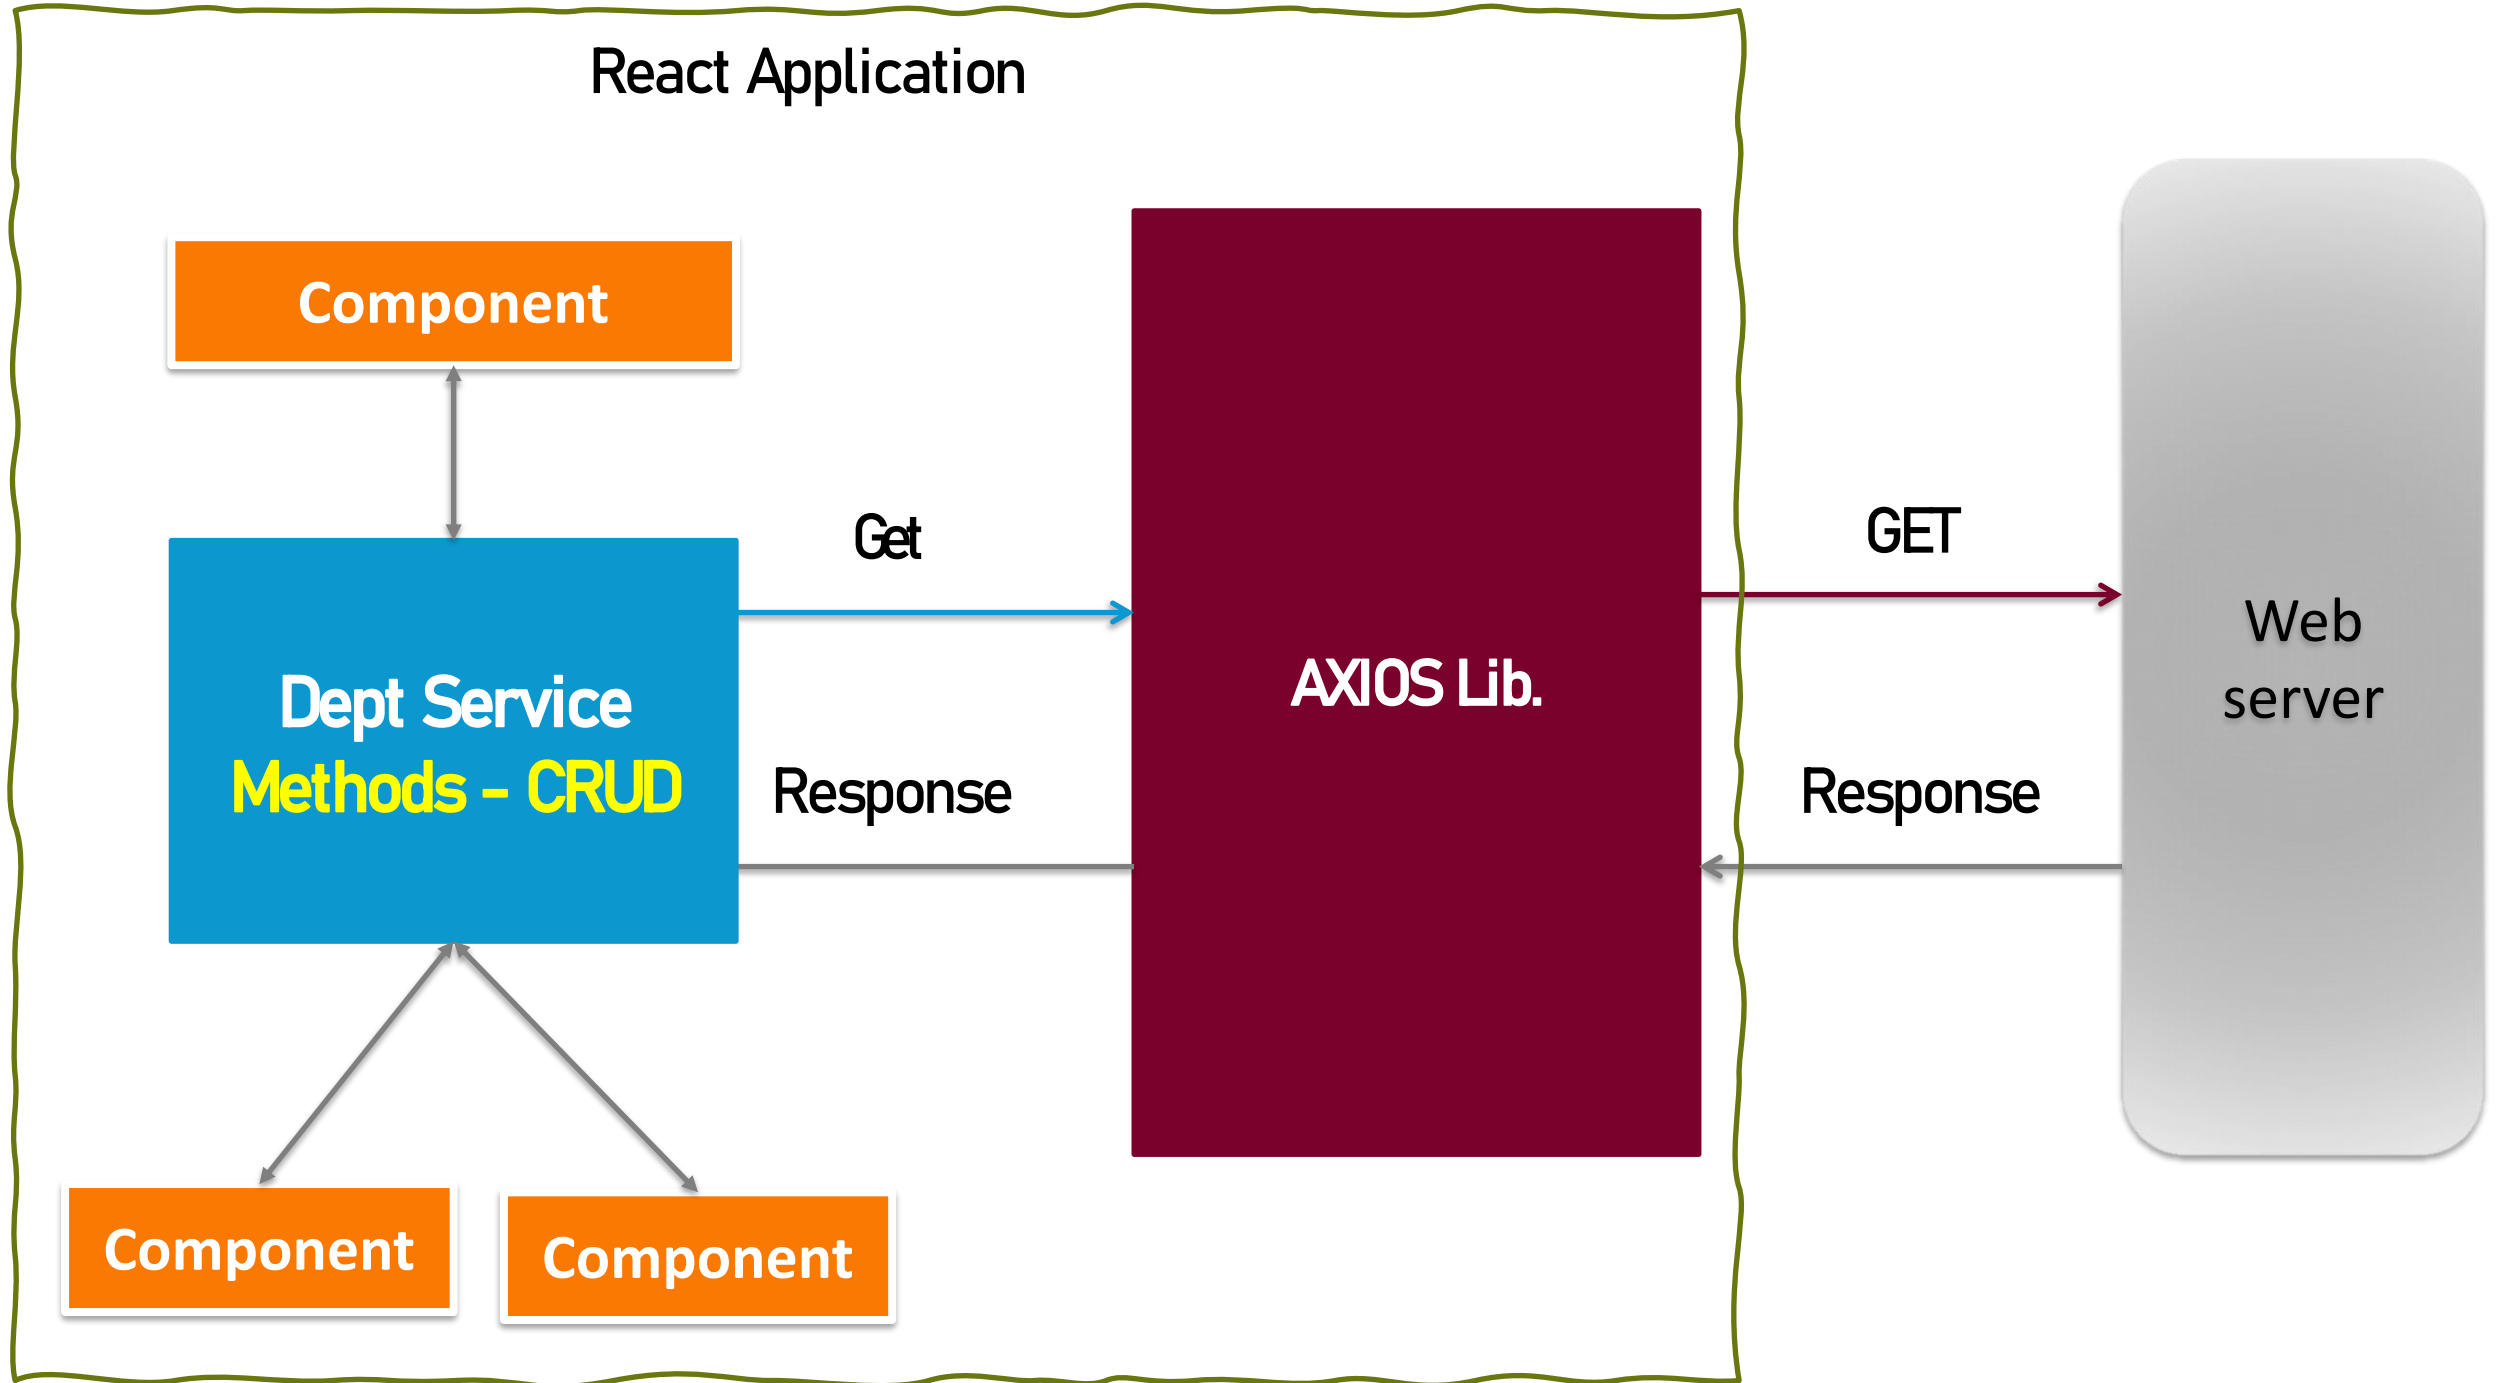 React Application
Component
Get
GET
Web
server
Dept Service
Methods – CRUD
AXIOS Lib.
Response
Response
Component
Component